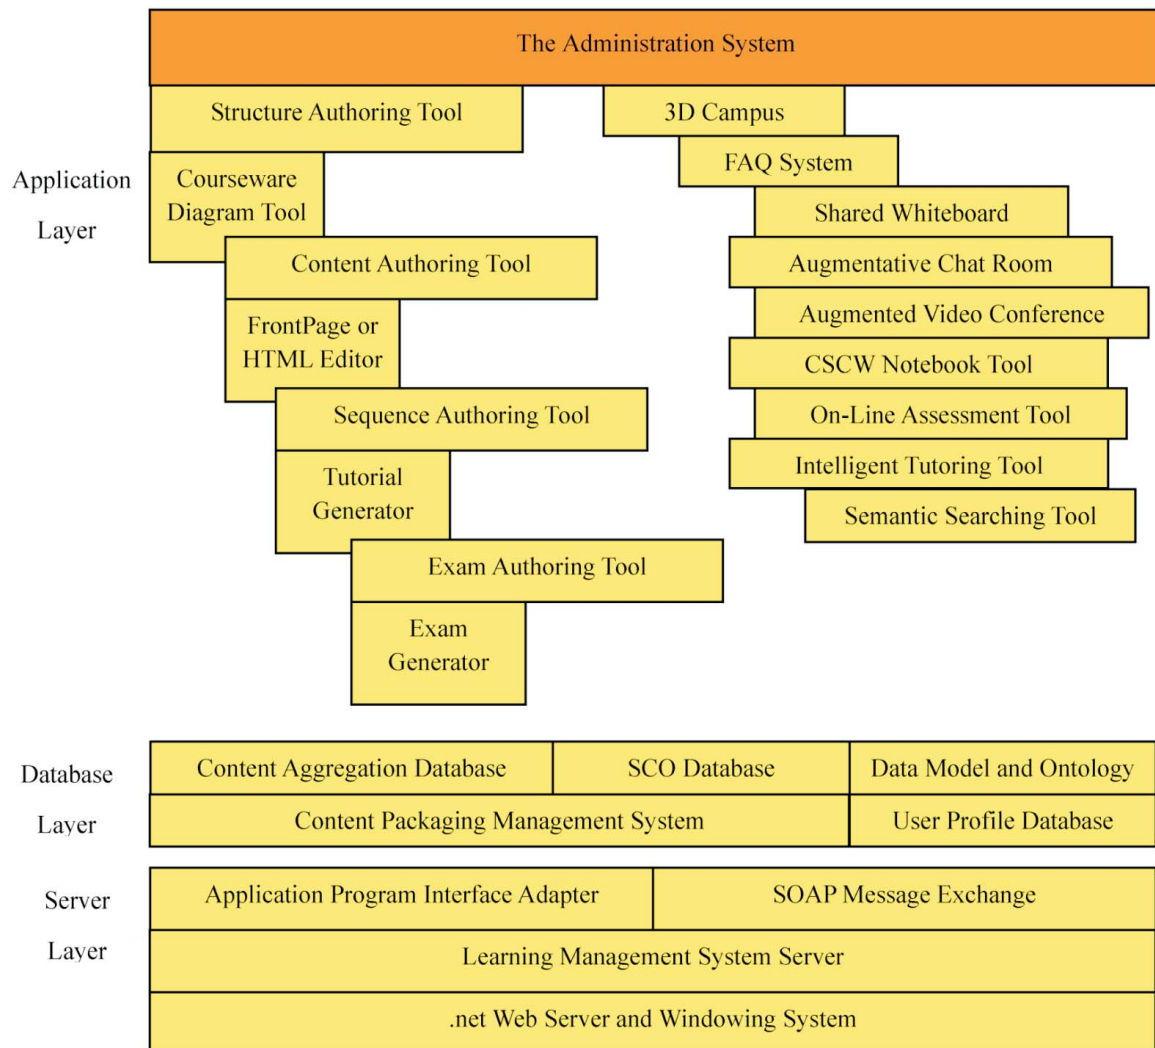 The Administration System
Structure Authoring Tool
3D Campus
FAQ System
Application
Layer
Courseware
Diagram Tool
Shared Whiteboard
Content Authoring Tool
Augmentative Chat Room
FrontPage or
HTML Editor
Augmented Video Conference
CSCW Notebook Tool
Sequence Authoring Tool
On-Line Assessment Tool
Tutorial
Generator
Intelligent Tutoring Tool
Semantic Searching Tool
Exam Authoring Tool
Exam
Generator
Database
Layer
Content Aggregation Database
SCO Database
Data Model and Ontology
Content Packaging Management System
User Profile Database
Server
Layer
Application Program Interface Adapter
SOAP Message Exchange
Learning Management System Server
.net Web Server and Windowing System